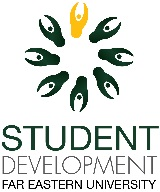 STUDENT
DEVELOPMENT
FAR EASTERN UNIVERSITY